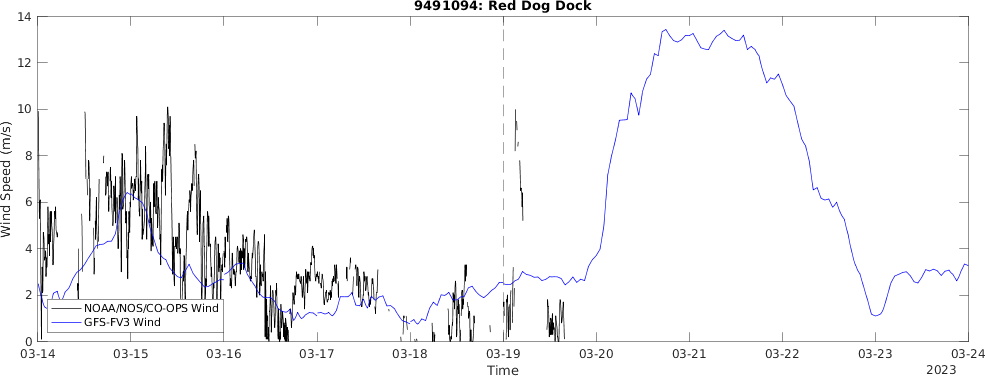 9491094: Red Dog Dock
14
12
10
8
6
4
2
0
Wind Speed (m/s)
NOAA/NOS/CO-OPS Wind
GFS-FV3 Wind
03-14 03-15 03-16 03-17 03-18 03-19 03-20 03-21 03-22 03-23 03-24
Time
2023